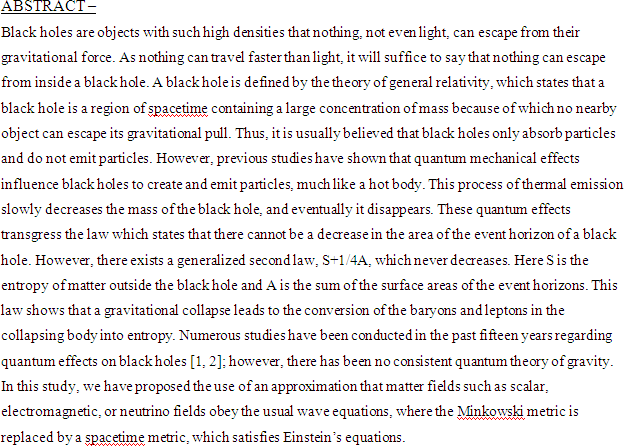 ABSTRACT –
Black holes are objects with such high densities that nothing, not even light, can escape from their
gravitational force. As nothing can travel faster than light, it will suffice to say that nothing can escape
from inside a black hole. A black hole is defined by the theory of general relativity, which states that a
black hole is a region of spacetime containing a large concentration of mass because of which no nearby
object can escape its gravitational pull. Thus, it is usually believed that black holes only absorb particles
and do not emit particles. However, previous studies have shown that quantum mechanical effects
influence black holes to create and emit particles, much like a hot body. This process of thermal emission
slowly decreases the mass of the black hole, and eventually it disappears. These quantum effects
transgress the law which states that there cannot be a decrease in the area of the event horizon of a black
hole. However, there exists a generalized second law, S+1/4A, which never decreases. Here S is the
entropy of matter outside the black hole and A is the sum of the surface areas of the event horizons. This
law shows that a gravitational collapse leads to the conversion of the baryons and leptons in the
collapsing body into entropy. Numerous studies have been conducted in the past fifteen years regarding
quantum effects on black holes [1, 2]; however, there has been no consistent quantum theory of gravity.
In this study, we have proposed the use of an approximation that matter fields such as scalar,
electromagnetic, or neutrino fields obey the usual wave equations, where the Minkowski metric is
replaced by a spacetime metric, which satisfies Einstein's equations.